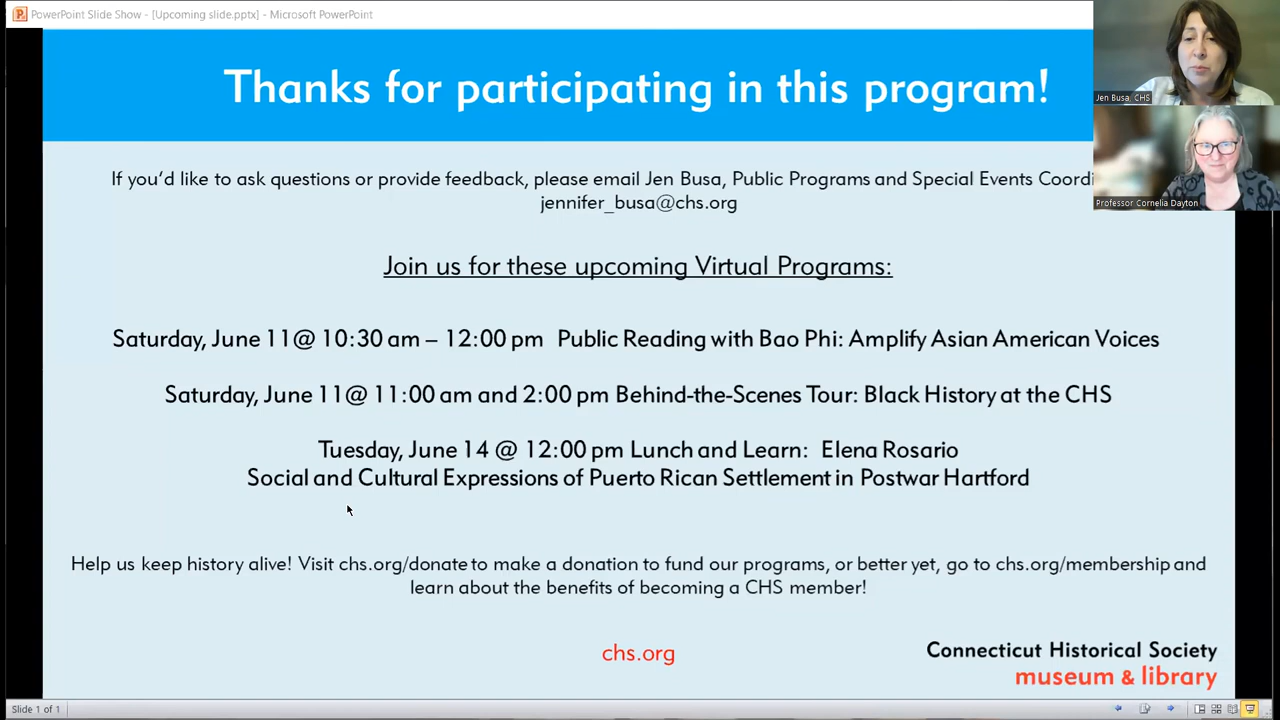 PowerPoint Slide Show - [Upcoming slide.pptx] - Microsoft PowerPoint
Thanks for participating in this program!
Jen Busa, CHS
If you'd like to ask questions or provide feedback, please email Jen Busa, Public Programs and Special Events Coordi
jennifer_busa@chs.org
Professor Cornelia Dayton
Join us for these upcoming Virtual Programs:
Saturday, June 11@ 10:30 am – 12:00 pm Public Reading with Bao Phi: Amplify Asian American Voices
Saturday, June 11@ 11:00 am and 2:00 pm Behind-the-Scenes Tour: Black History at the CHS
Tuesday, June 14 @ 12:00 pm Lunch and Learn: Elena Rosario
Social and Cultural Expressions of Puerto Rican Settlement in Postwar Hartford
Help us keep history alive! Visit chs.org/donate to make a donation to fund our programs, or better yet, go to chs.org/membership and
learn about the benefits of becoming a CHS member!
chs.org
Connecticut Historical Society
museum & library
Slide 1 of 1